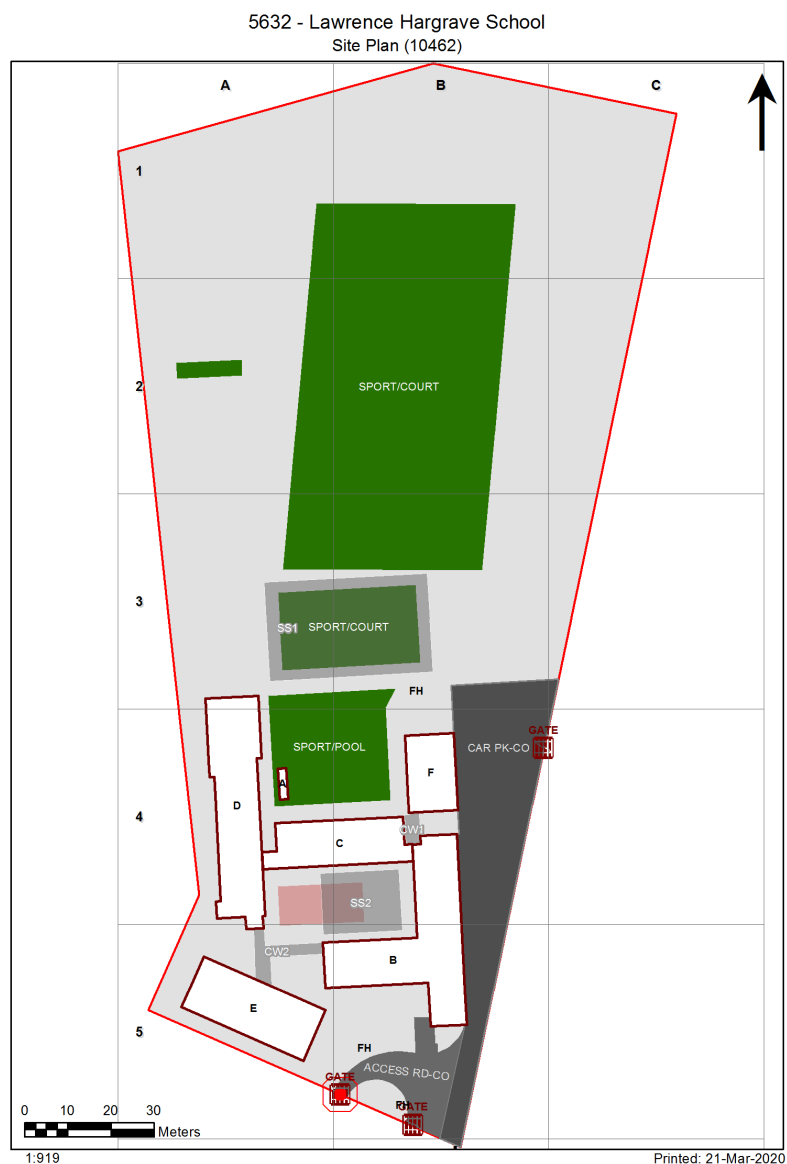 5632 - Lawrence Hargrave School
Site Plan (10462)
A
B
C
1
2
SPORT/COURT
3
SS1
SPORT/COURT
FH
GATE
SPORT/POOL
CAR PK-CO
F
A
D
4
CW1
C
SS2
CW2
B
E
5
FH
ACCESS RD-CO
GATE
FH
GATE
0 10 20 30
Meters
1:919
Printed: 21-Mar-2020